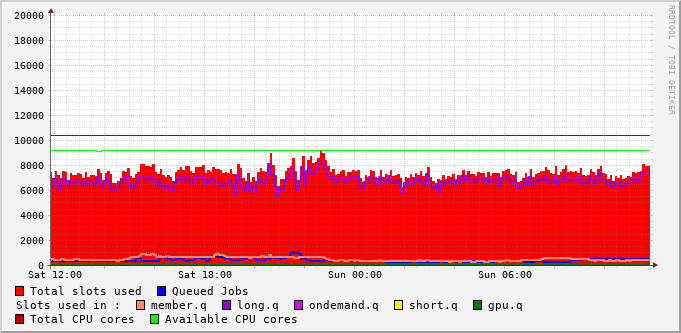 RRDTOOL / TOBI OETIKER
20000
18000
16000
14000
12000
10000
8000
6000
4000
2000
0
Sat 12:00 Sat 18:00 Sun 00:00 Sun 06:00
Total slots used Queued Jobs
Slots used in : member.q long.q ondemand.q short.q gpu.q
Total CPU cores Available CPU cores